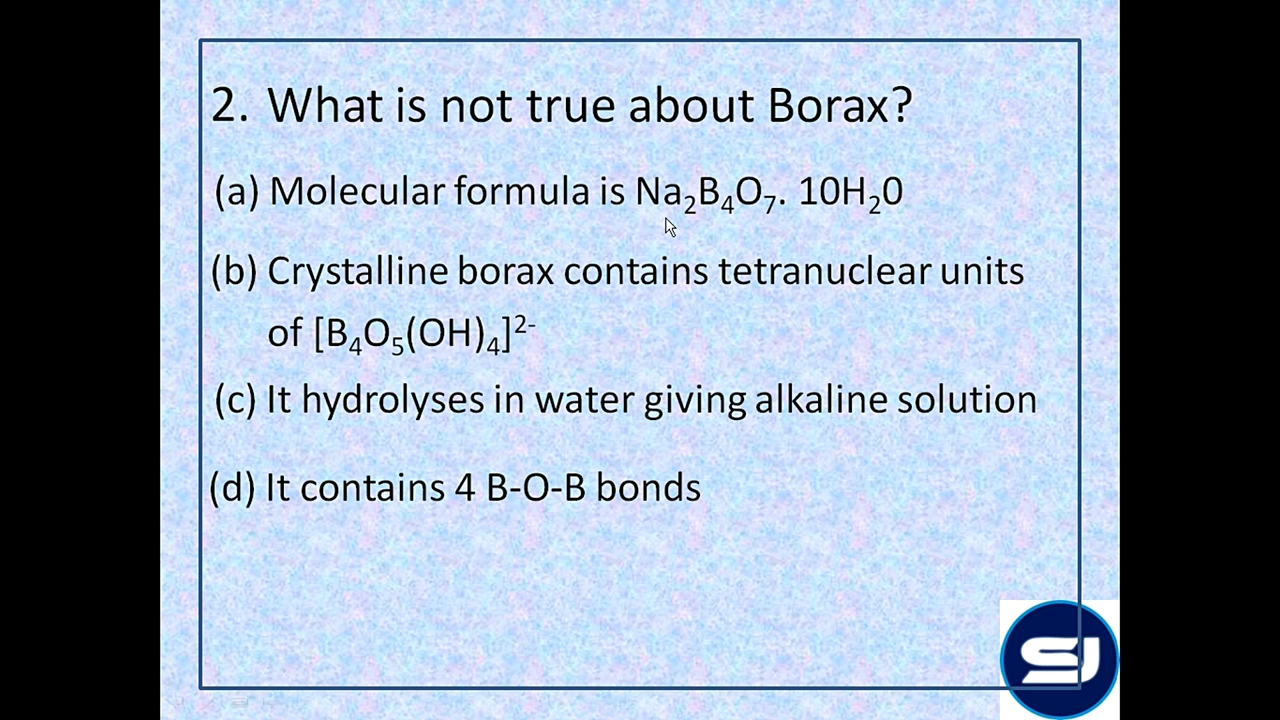 2. What is not true about Borax?
(a) Molecular formula is Na₂B₄O₇. 10H₂0
(b) Crystalline borax contains tetranuclear units
of [B₄O₅(OH)₄]²⁻
(c) It hydrolyses in water giving alkaline solution
(d) It contains 4 B-O-B bonds
SJ